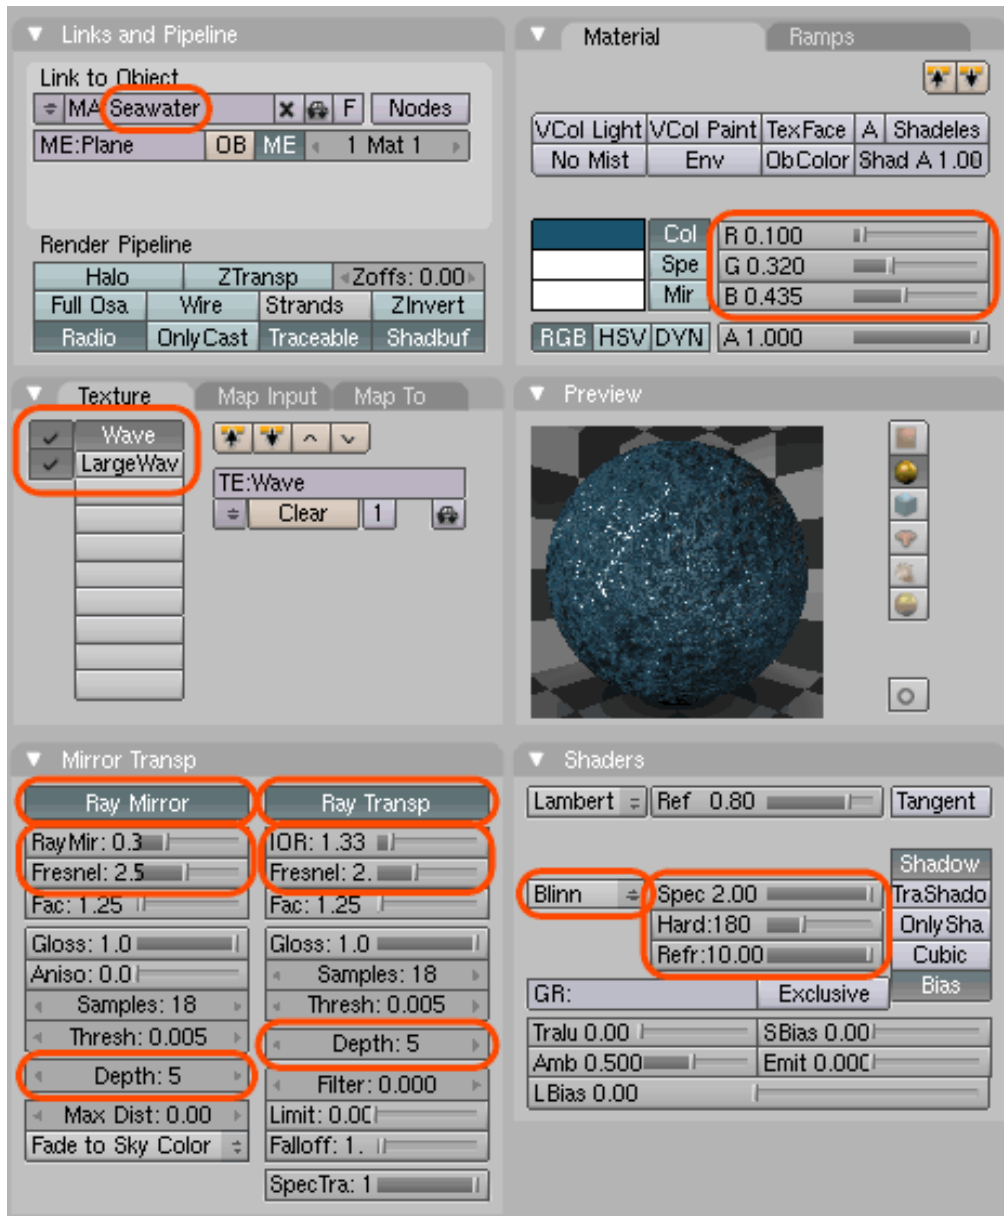 Links and Pipeline
Link to Object
MA:Seawater F Nodes
ME:Plane OB ME 1 Mat 1
Render Pipeline
Halo ZTransp Zoffs: 0.00
Full Osa Wire Strands ZInvert
Radio OnlyCast Traceable Shadbuf
Material Ramps
VCol Light VCol Paint TexFace A Shadeles
No Mist Env ObColor Shad A 1.00
Col R 0.100
Spe G 0.320
Mir B 0.435
RGB HSV DYN A 1.000
Texture Map Input Map To
Wave
LargeWav
TE:Wave
Clear 1
Preview
Mirror Transp
Ray Mirror
RayMir: 0.3
Fresnel: 2.5
Fac: 1.25
Gloss: 1.0
Aniso: 0.0
Samples: 18
Thresh: 0.005
Depth: 5
Max Dist: 0.00
Fade to Sky Color
Ray Transp
IOR: 1.33
Fresnel: 2.
Fac: 1.25
Gloss: 1.0
Samples: 18
Thresh: 0.005
Depth: 5
Filter: 0.000
Limit: 0.00
Falloff: 1.
SpecTra: 1
Shaders
Lambert Ref 0.80 Tangent
Shadow
Blinn Spec 2.00 TraShado
Hard:180 OnlySha
Refr:10.00 Cubic
GR: Exclusive Bias
Tralu 0.00 SBias 0.00
Amb 0.500 Emit 0.000
LBias 0.00